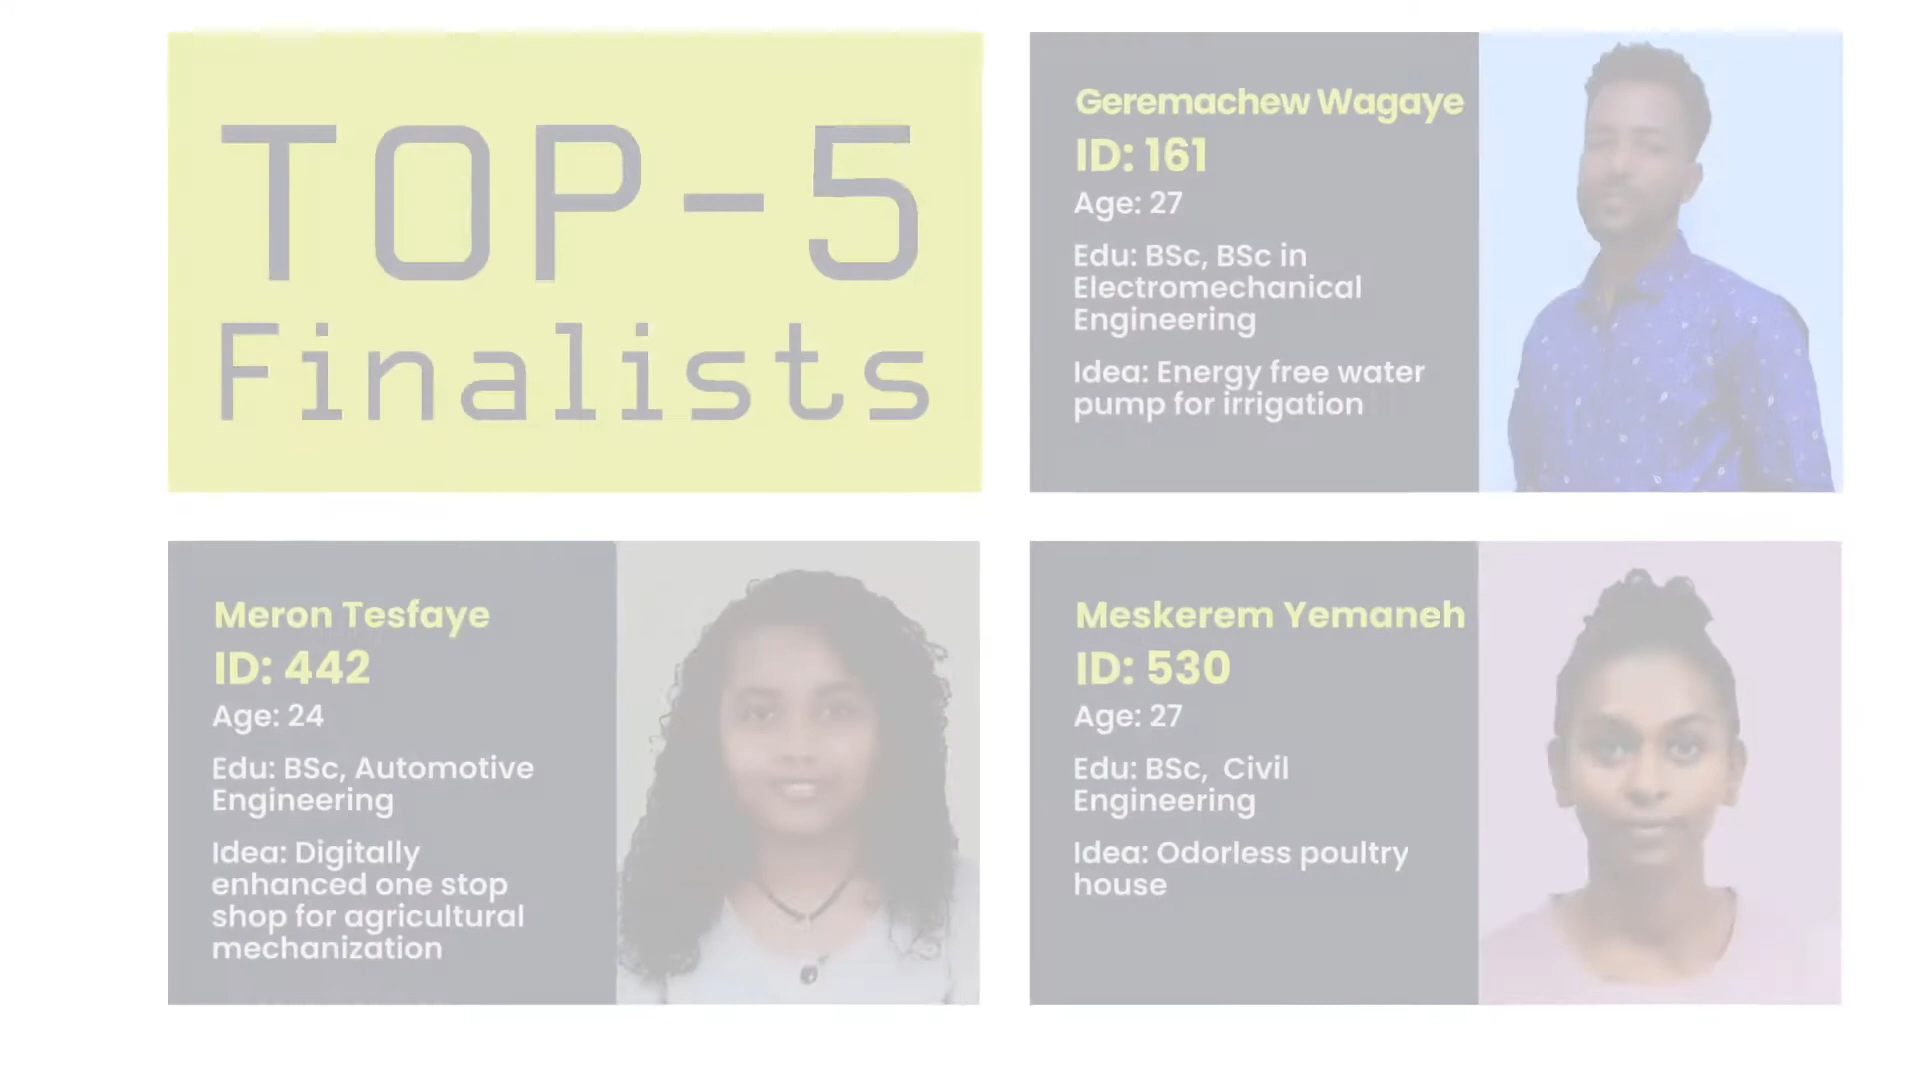 TOP-5
Finalists
Geremachew Wagaye
ID: 161
Age: 27
Edu: BSc, BSc in
Electromechanical
Engineering
Idea: Energy free water
pump for irrigation
Meron Tesfaye
ID: 442
Age: 24
Edu: BSc, Automotive
Engineering
Idea: Digitally
enhanced one stop
shop for agricultural
mechanization
Meskerem Yemaneh
ID: 530
Age: 27
Edu: BSc, Civil
Engineering
Idea: Odorless poultry
house